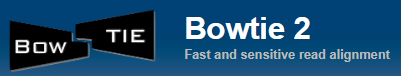 BOW TIE
Bowtie 2
Fast and sensitive read alignment